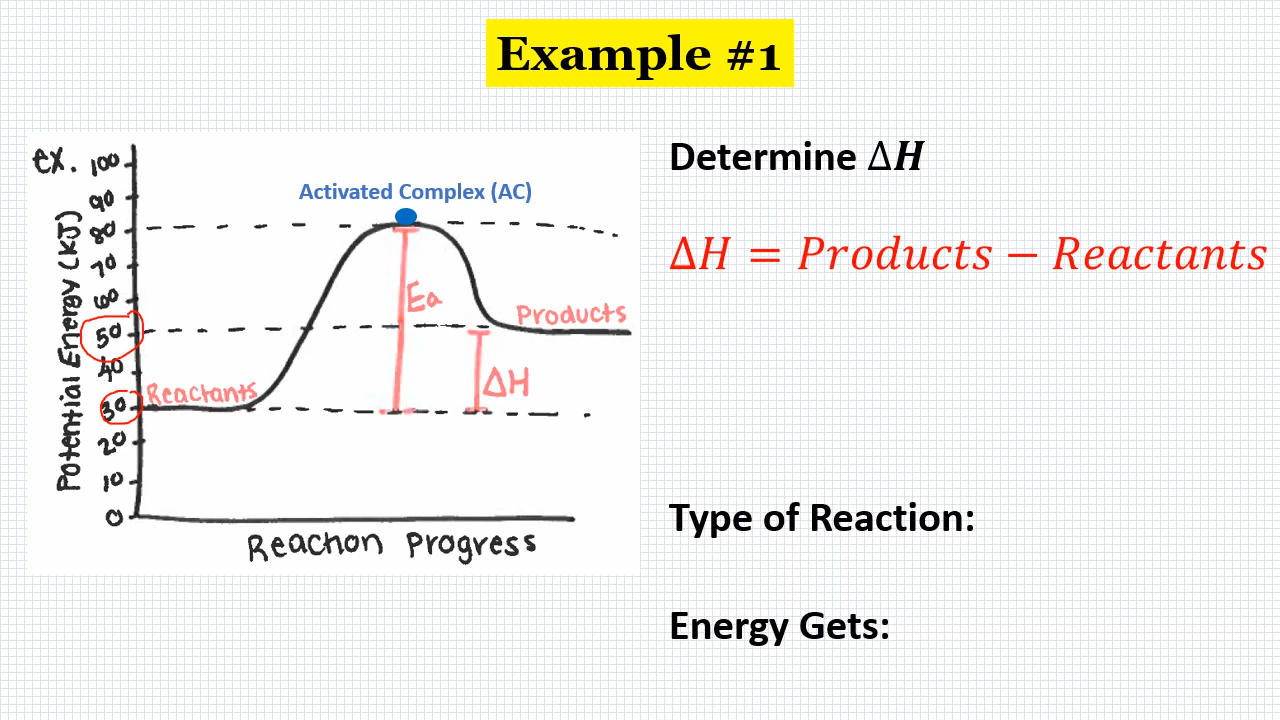 Example #1
ex.
100
90
80
70
60
50
40
30
20
10
0
Potential Energy (KJ)
Activated Complex (AC)
Ea
Products
Reactants
ΔH
Reaction Progress
Determine ΔH
ΔH = Products − Reactants
Type of Reaction:
Energy Gets: